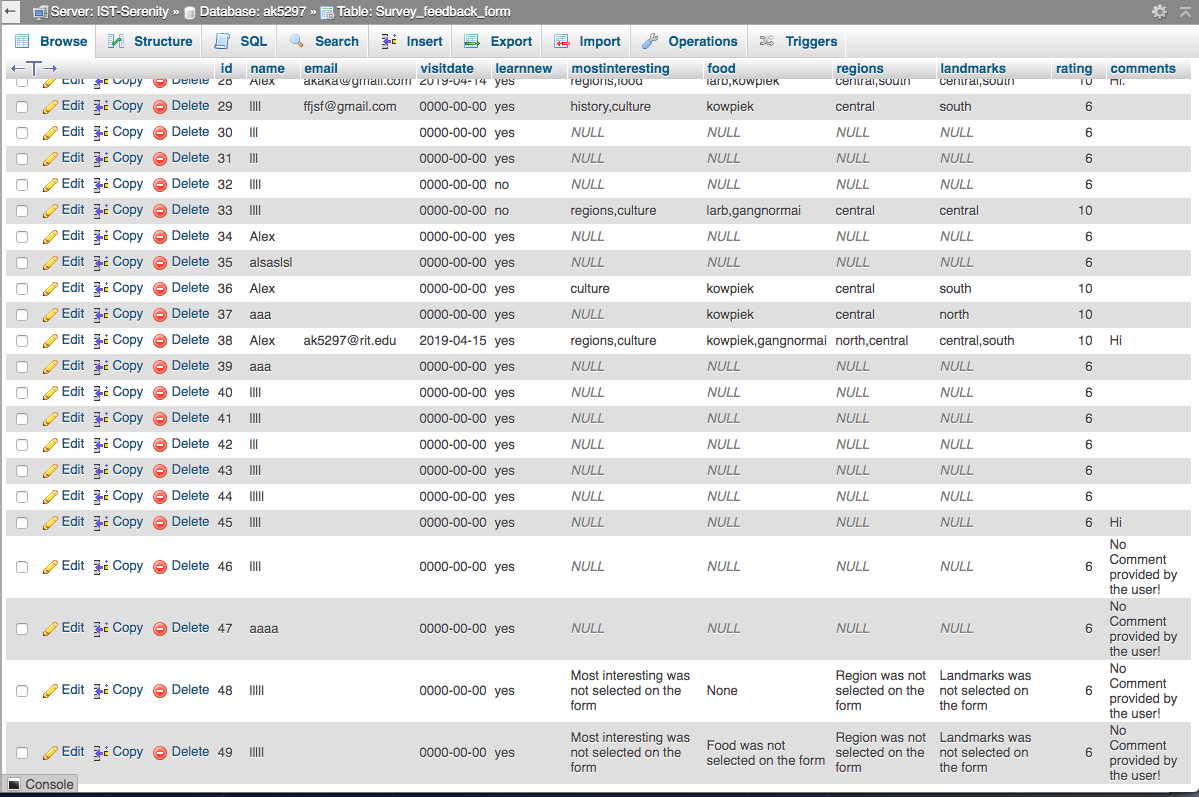 Server: IST-Serenity » Database: ak5297 » Table: Survey_feedback_form
Browse Structure SQL Search Insert Export Import Operations Triggers
id name email visitdate learnnew mostinteresting food regions landmarks rating comments
Edit Copy Delete 28 Alex akaka@gmail.com 2019-04-14 yes regions,food larb,kowpiek central,south central,south 10 Hi.
Edit Copy Delete 29 llll ffjsf@gmail.com 0000-00-00 yes history,culture kowpiek central south 6
Edit Copy Delete 30 lll 0000-00-00 yes NULL NULL NULL NULL 6
Edit Copy Delete 31 lll 0000-00-00 yes NULL NULL NULL NULL 6
Edit Copy Delete 32 llll 0000-00-00 no NULL NULL NULL NULL 6
Edit Copy Delete 33 llll 0000-00-00 no regions,culture larb,gangnormai central central 10
Edit Copy Delete 34 Alex 0000-00-00 yes NULL NULL NULL NULL 6
Edit Copy Delete 35 alsaslsl 0000-00-00 yes NULL NULL NULL NULL 6
Edit Copy Delete 36 Alex 0000-00-00 yes culture kowpiek central south 10
Edit Copy Delete 37 aaa 0000-00-00 yes NULL kowpiek central north 10
Edit Copy Delete 38 Alex ak5297@rit.edu 2019-04-15 yes regions,culture kowpiek,gangnormai north,central central,south 10 Hi
Edit Copy Delete 39 aaa 0000-00-00 yes NULL NULL NULL NULL 6
Edit Copy Delete 40 llll 0000-00-00 yes NULL NULL NULL NULL 6
Edit Copy Delete 41 llll 0000-00-00 yes NULL NULL NULL NULL 6
Edit Copy Delete 42 lll 0000-00-00 yes NULL NULL NULL NULL 6
Edit Copy Delete 43 llll 0000-00-00 yes NULL NULL NULL NULL 6
Edit Copy Delete 44 lllll 0000-00-00 yes NULL NULL NULL NULL 6
Edit Copy Delete 45 llll 0000-00-00 yes NULL NULL NULL NULL 6 Hi
Edit Copy Delete 46 llll 0000-00-00 yes NULL NULL NULL NULL 6
No
Comment
provided by
the user!
Edit Copy Delete 47 aaaa 0000-00-00 yes NULL NULL NULL NULL 6
No
Comment
provided by
the user!
Edit Copy Delete 48 lllll 0000-00-00 yes
Most interesting was
not selected on the
form
None
Region was not
selected on the
form
Landmarks was
not selected on
the form
6
No
Comment
provided by
the user!
Edit Copy Delete 49 lllll 0000-00-00 yes
Most interesting was
not selected on the
form
Food was not
selected on the form
Region was not
selected on the
form
Landmarks was
not selected on
the form
6
No
Comment
provided by
the user!
Console